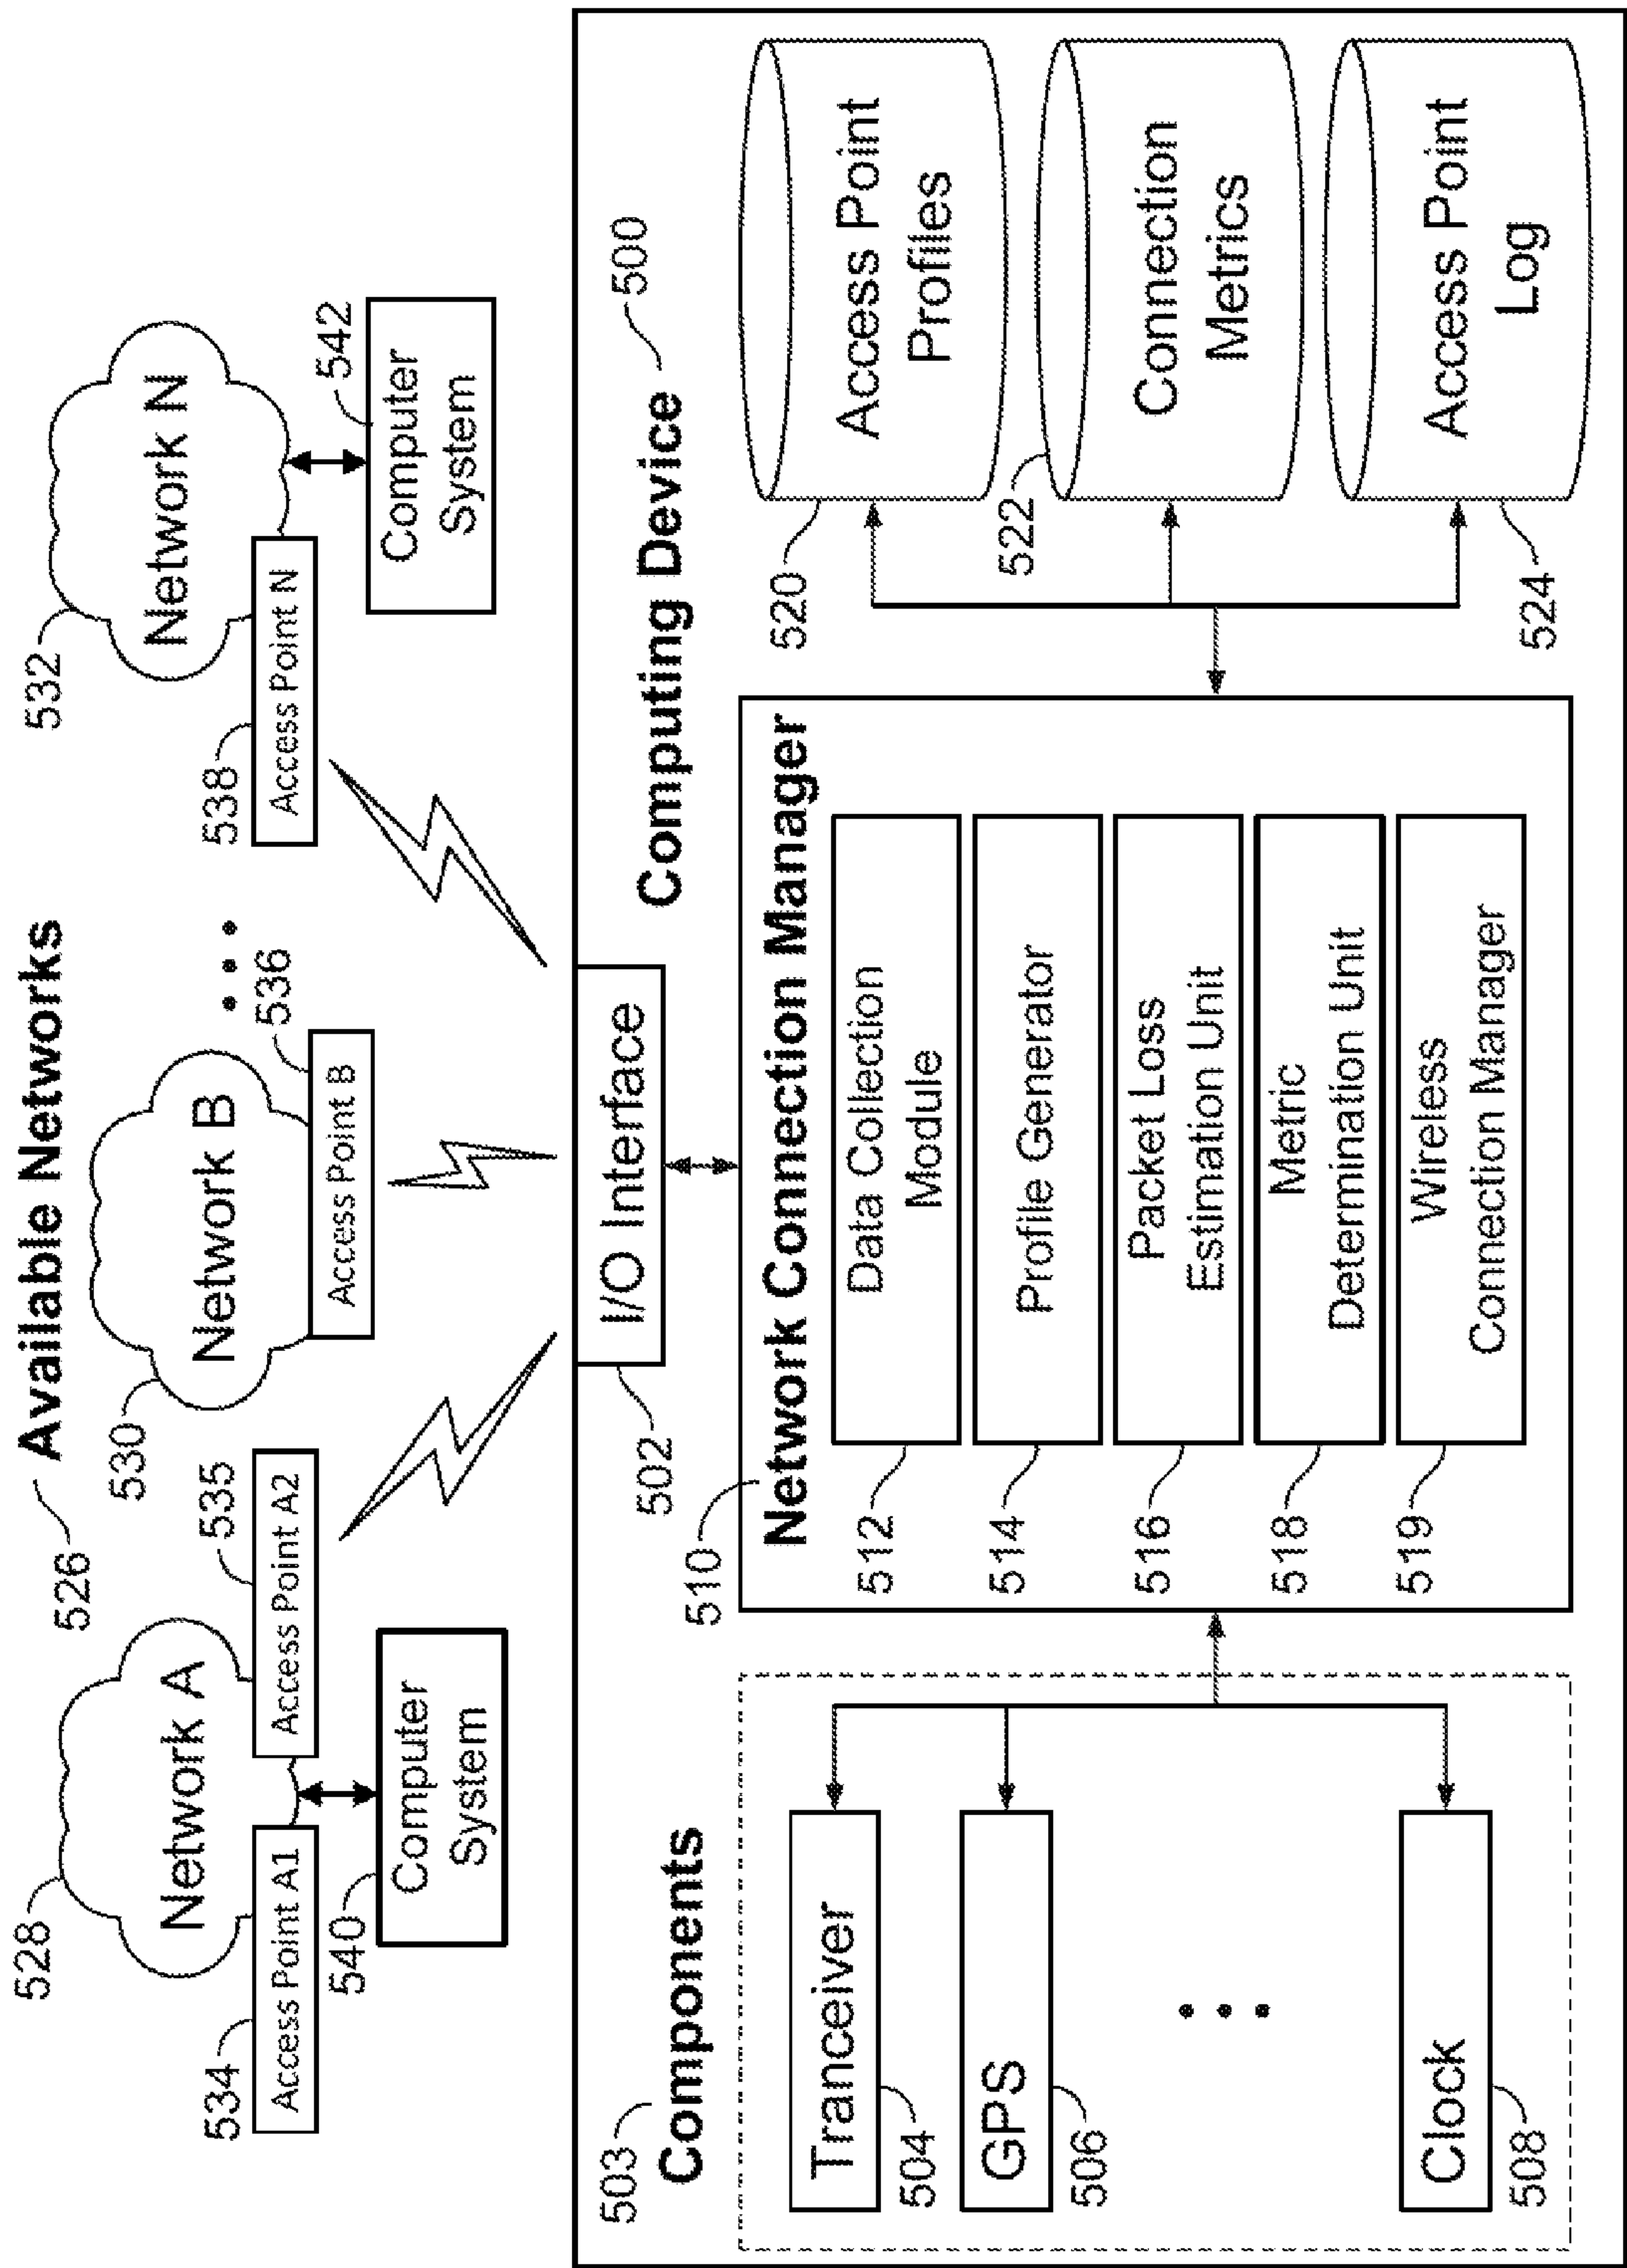 526
Available Networks
528
Network A
534
Access Point A1
535
Access Point A2
540
Computer
System
530
Network B
536
Access Point B
• • •
532
Network N
538
Access Point N
542
Computer
System
502
I/O Interface
Computing Device
500
503
Components
Tranceiver
504
GPS
506
• • •
Clock
508
510
Network Connection Manager
512
Data Collection
Module
514
Profile Generator
516
Packet Loss
Estimation Unit
518
Metric
Determination Unit
519
Wireless
Connection Manager
520
Access Point
Profiles
522
Connection
Metrics
524
Access Point
Log